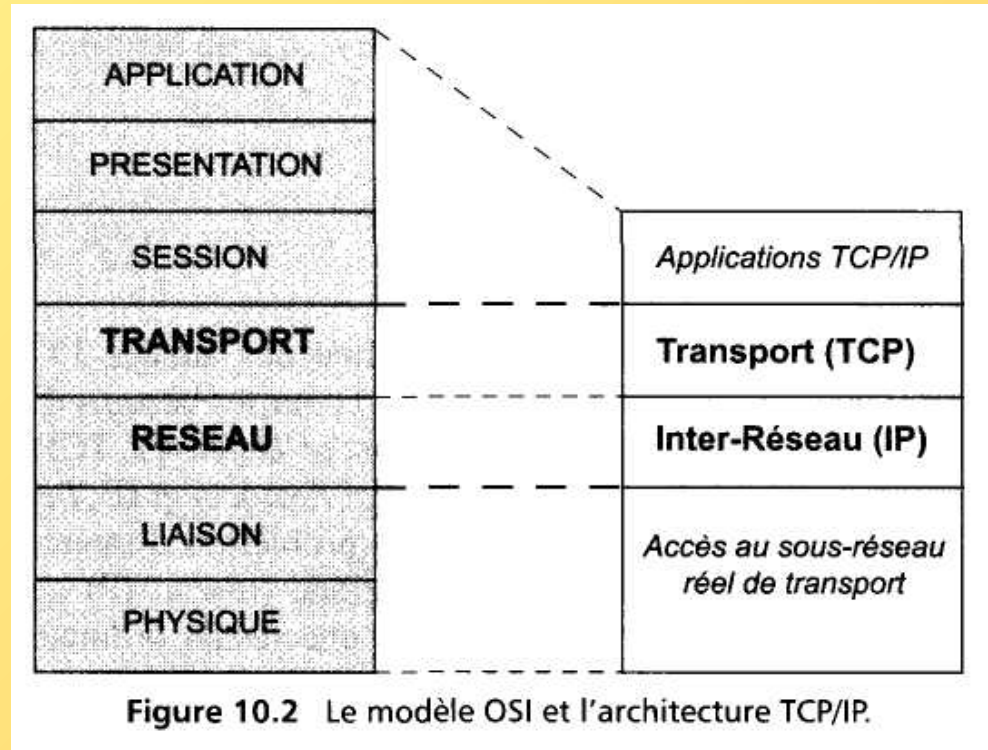 APPLICATION
PRESENTATION
SESSION
TRANSPORT
RESEAU
LIAISON
PHYSIQUE
Applications TCP/IP
Transport (TCP)
Inter-Réseau (IP)
Accès au sous-réseau
réel de transport
Figure 10.2 Le modèle OSI et l'architecture TCP/IP.